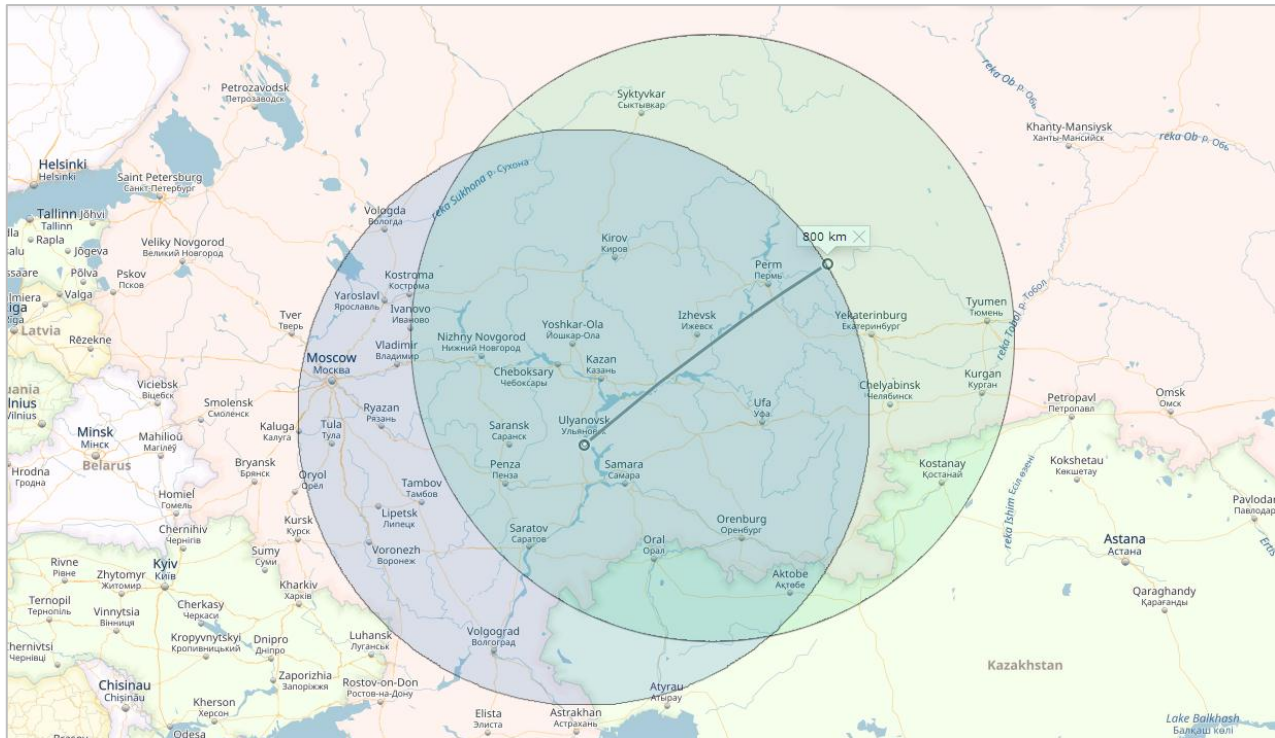 Syktyvkar
Сыктывкар
reka Ob р. Обь
Petrozavodsk
Петрозаводск
Khanty-Mansiysk
Ханты-Мансийск
reka Ob р. Обь
Helsinki
Helsinki
Saint Petersburg
Санкт-Петербург
reka Sukhona р. Сухона
Tallinn
Tallinn
Jõhvi
Vologda
Вологда
Rapla
Jõgeva
Veliky Novgorod
Великий Новгород
Kirov
Киров
800 km
Põlva
Pskov
Псков
Valga
Perm
Пермь
Kostroma
Кострома
Yaroslavl
Ярославль
Ivanovo
Иваново
Tyumen
Тюмень
reka Tobol р. Тобол
Tver
Тверь
Izhevsk
Ижевск
Yekaterinburg
Екатеринбург
Latvia
Rēzekne
Yoshkar-Ola
Йошкар-Ола
Nizhny Novgorod
Нижний Новгород
Vladimir
Владимир
Moscow
Москва
Kazan
Казань
Cheboksary
Чебоксары
Kurgan
Курган
Chelyabinsk
Челябинск
Viciebsk
Віцебск
Omsk
Омск
Petropavl
Петропавл
Smolensk
Смоленск
Vilnius
Ryazan
Рязань
Ufa
Уфа
Ulyanovsk
Ульяновск
Kaluga
Калуга
Tula
Тула
Saransk
Саранск
Minsk
Мінск
Mahilioŭ
Магілёў
Belarus
Hrodna
Гродна
Bryansk
Брянск
Oryol
Орёл
Penza
Пенза
Samara
Самара
Kostanay
Қостанай
Kokshetau
Көкшетау
reka Ishim Есіл өзені
Tambov
Тамбов
Homiel
Гомель
Lipetsk
Липецк
Pavlodar
Павлодар
Kursk
Курск
Chernihiv
Чернігів
Saratov
Саратов
Orenburg
Оренбург
Voronezh
Воронеж
Oral
Орал
Astana
Астана
Sumy
Суми
Rivne
Рівне
Kyiv
Київ
Zhytomyr
Житомир
Aktobe
Ақтөбе
Kharkiv
Харків
Qaraghandy
Қарағанды
Ternopil
Тернопіль
Vinnytsia
Вінниця
Cherkasy
Черкаси
Volgograd
Волгоград
Luhansk
Луганськ
Kropyvnytskyi
Кропивницький
Dnipro
Дніпро
Kazakhstan
Zaporizhia
Запоріжжя
Chisinau
Chișinău
Rostov-on-Don
Ростов-на-Дону
Atyrau
Атырау
Kherson
Херсон
Elista
Элиста
Astrakhan
Астрахань
Lake Balkhash
Балқаш көлі
Odesa